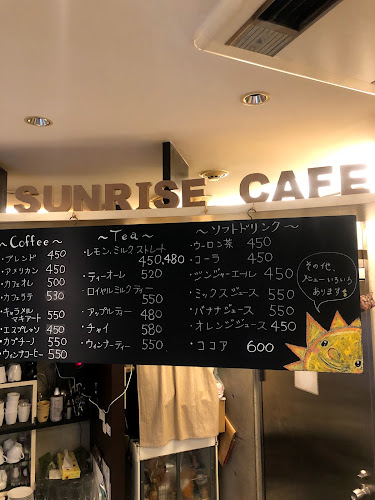 SUNRISE CAFE
～Coffee～
・ブレンド 450
・アメリカン 450
・カフェオレ 500
・カフェラテ 530
・キャラメル
マキアート 550
・エスプレッソ 450
・カプチーノ 550
・ウィンナコーヒー 550
～Tea～
・レモン、ミルク ストレート
450,480
・ティーオーレ 520
・ロイヤルミルクティー
550
・アップルティー 480
・チャイ 580
・ウィンナーティー 550
～ソフトドリンク～
・ウーロン茶 450
・コーラ 450
・ジンジャーエール 450
・ミックスジュース 550
・バナナジュース 550
・オレンジジュース 450
・ココア 600
その他、
メニューいろいろ
あります